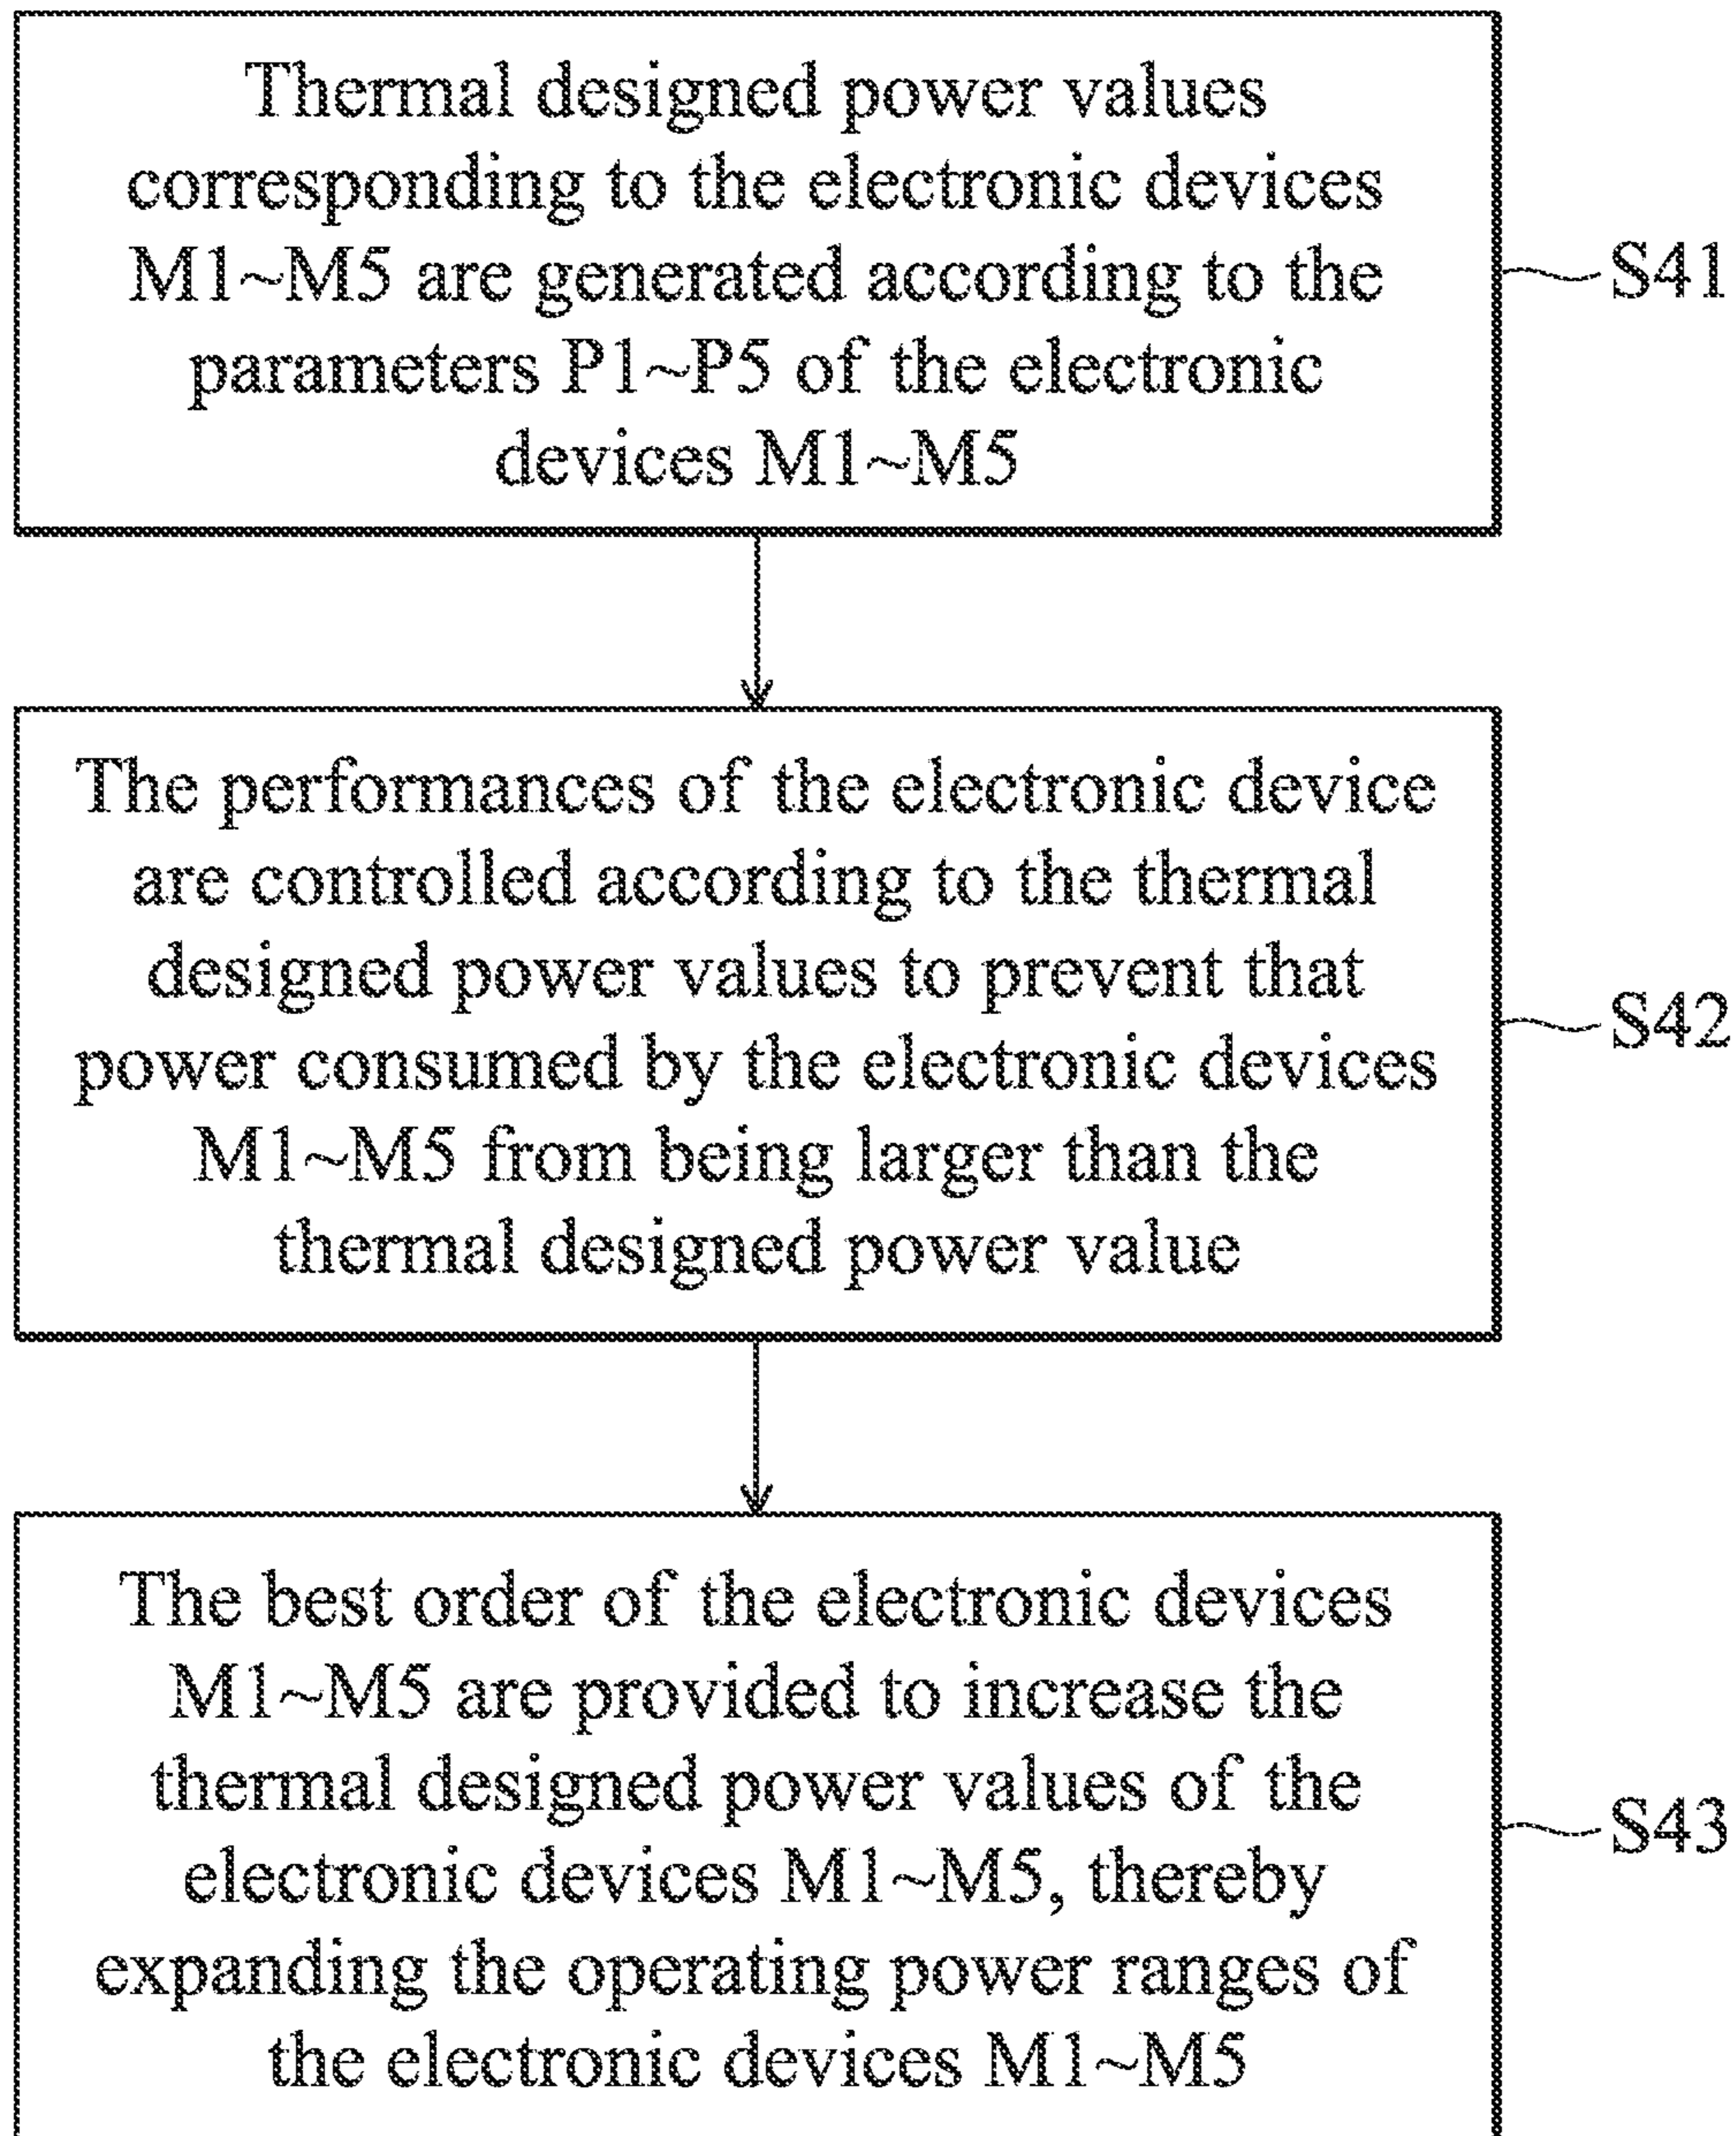 Thermal designed power values
corresponding to the electronic devices
M1~M5 are generated according to the
parameters P1~P5 of the electronic
devices M1~M5
S41
The performances of the electronic device
are controlled according to the thermal
designed power values to prevent that
power consumed by the electronic devices
M1~M5 from being larger than the
thermal designed power value
S42
The best order of the electronic devices
M1~M5 are provided to increase the
thermal designed power values of the
electronic devices M1~M5, thereby
expanding the operating power ranges of
the electronic devices M1~M5
S43